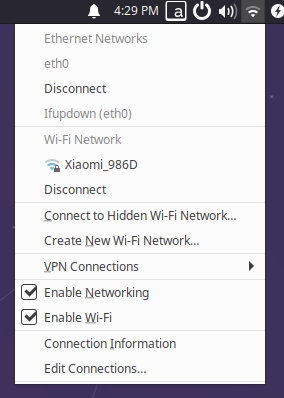 4:29 PM a
Ethernet Networks
eth0
Disconnect
Ifupdown (eth0)
Wi-Fi Network
Xiaomi_986D
Disconnect
Connect to Hidden Wi-Fi Network...
Create New Wi-Fi Network...
VPN Connections
Enable Networking
Enable Wi-Fi
Connection Information
Edit Connections...